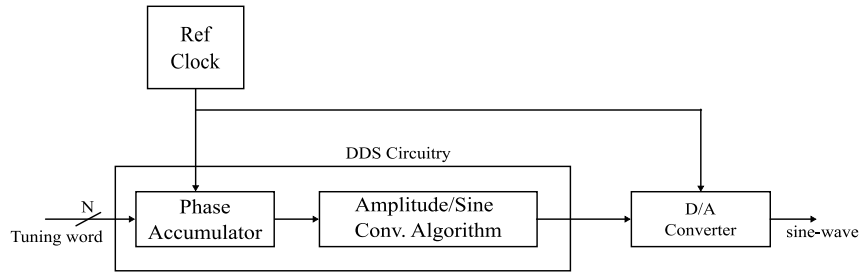 Ref
Clock
DDS Circuitry
N
Tuning word
Phase
Accumulator
Amplitude/Sine
Conv. Algorithm
D/A
Converter
sine-wave